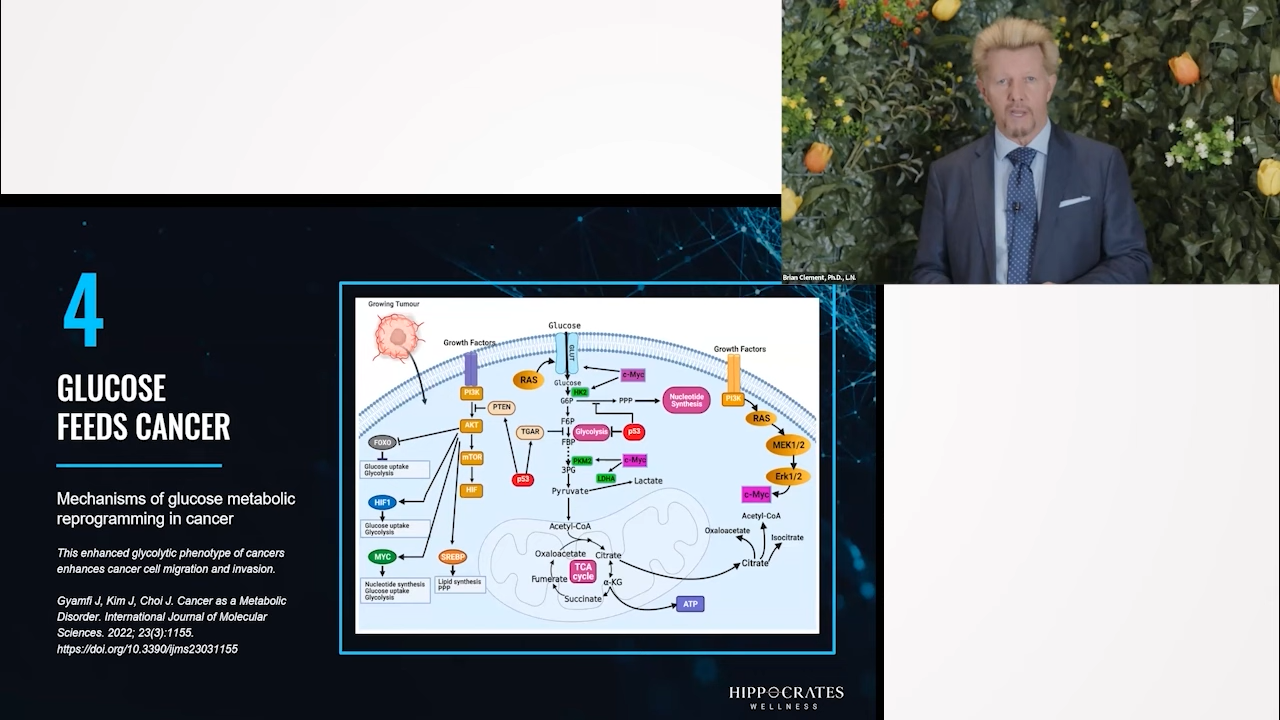 Brian Clement, Ph.D., L.N.
4
GLUCOSE
FEEDS CANCER
Mechanisms of glucose metabolic
reprogramming in cancer
This enhanced glycolytic phenotype of cancers
enhances cancer cell migration and invasion.
Gyamfi J, Kim J, Choi J. Cancer as a Metabolic
Disorder. International Journal of Molecular
Sciences. 2022; 23(3):1155.
https://doi.org/10.3390/ijms23031155
Growing Tumour
Growth Factors
Glucose
Growth Factors
GLUT
RAS
Glucose
c-Myc
HK2
PI3K
G6P
PPP
Nucleotide
Synthesis
PI3K
PTEN
RAS
AKT
F6P
TGAR
Glycolysis
p53
FOXO
FBP
MEK1/2
mTOR
PKM2
c-Myc
Glucose uptake
Glycolysis
3PG
p53
LDHA
Lactate
Erk1/2
HIF
Pyruvate
c-Myc
HIF1
Glucose uptake
Glycolysis
Acetyl-CoA
Acetyl-CoA
Oxaloacetate
Isocitrate
MYC
SREBP
Oxaloacetate
Citrate
Citrate
TCA
cycle
Fumerate
α-KG
Nucleotide synthesis
Glucose uptake
Glycolysis
Lipid synthesis
PPP
Succinate
ATP
HIPPOCRATES
WELLNESS